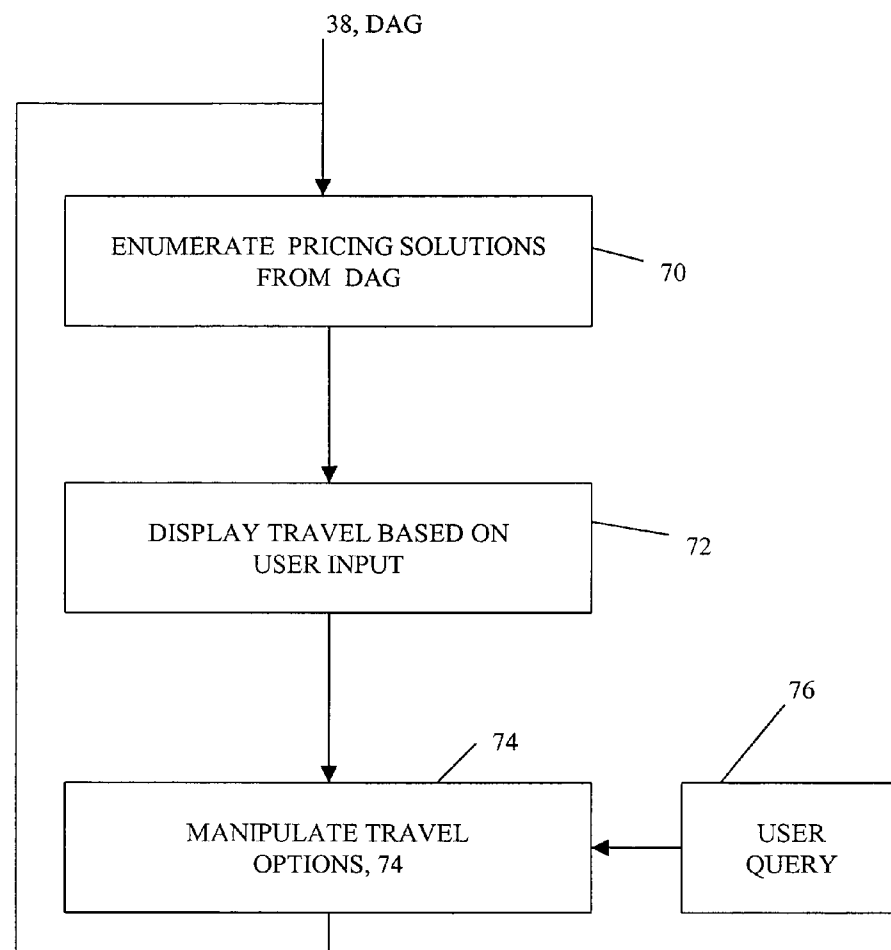 38, DAG
ENUMERATE PRICING SOLUTIONS
FROM DAG
70
DISPLAY TRAVEL BASED ON
USER INPUT
72
76
74
MANIPULATE TRAVEL
OPTIONS, 74
USER
QUERY